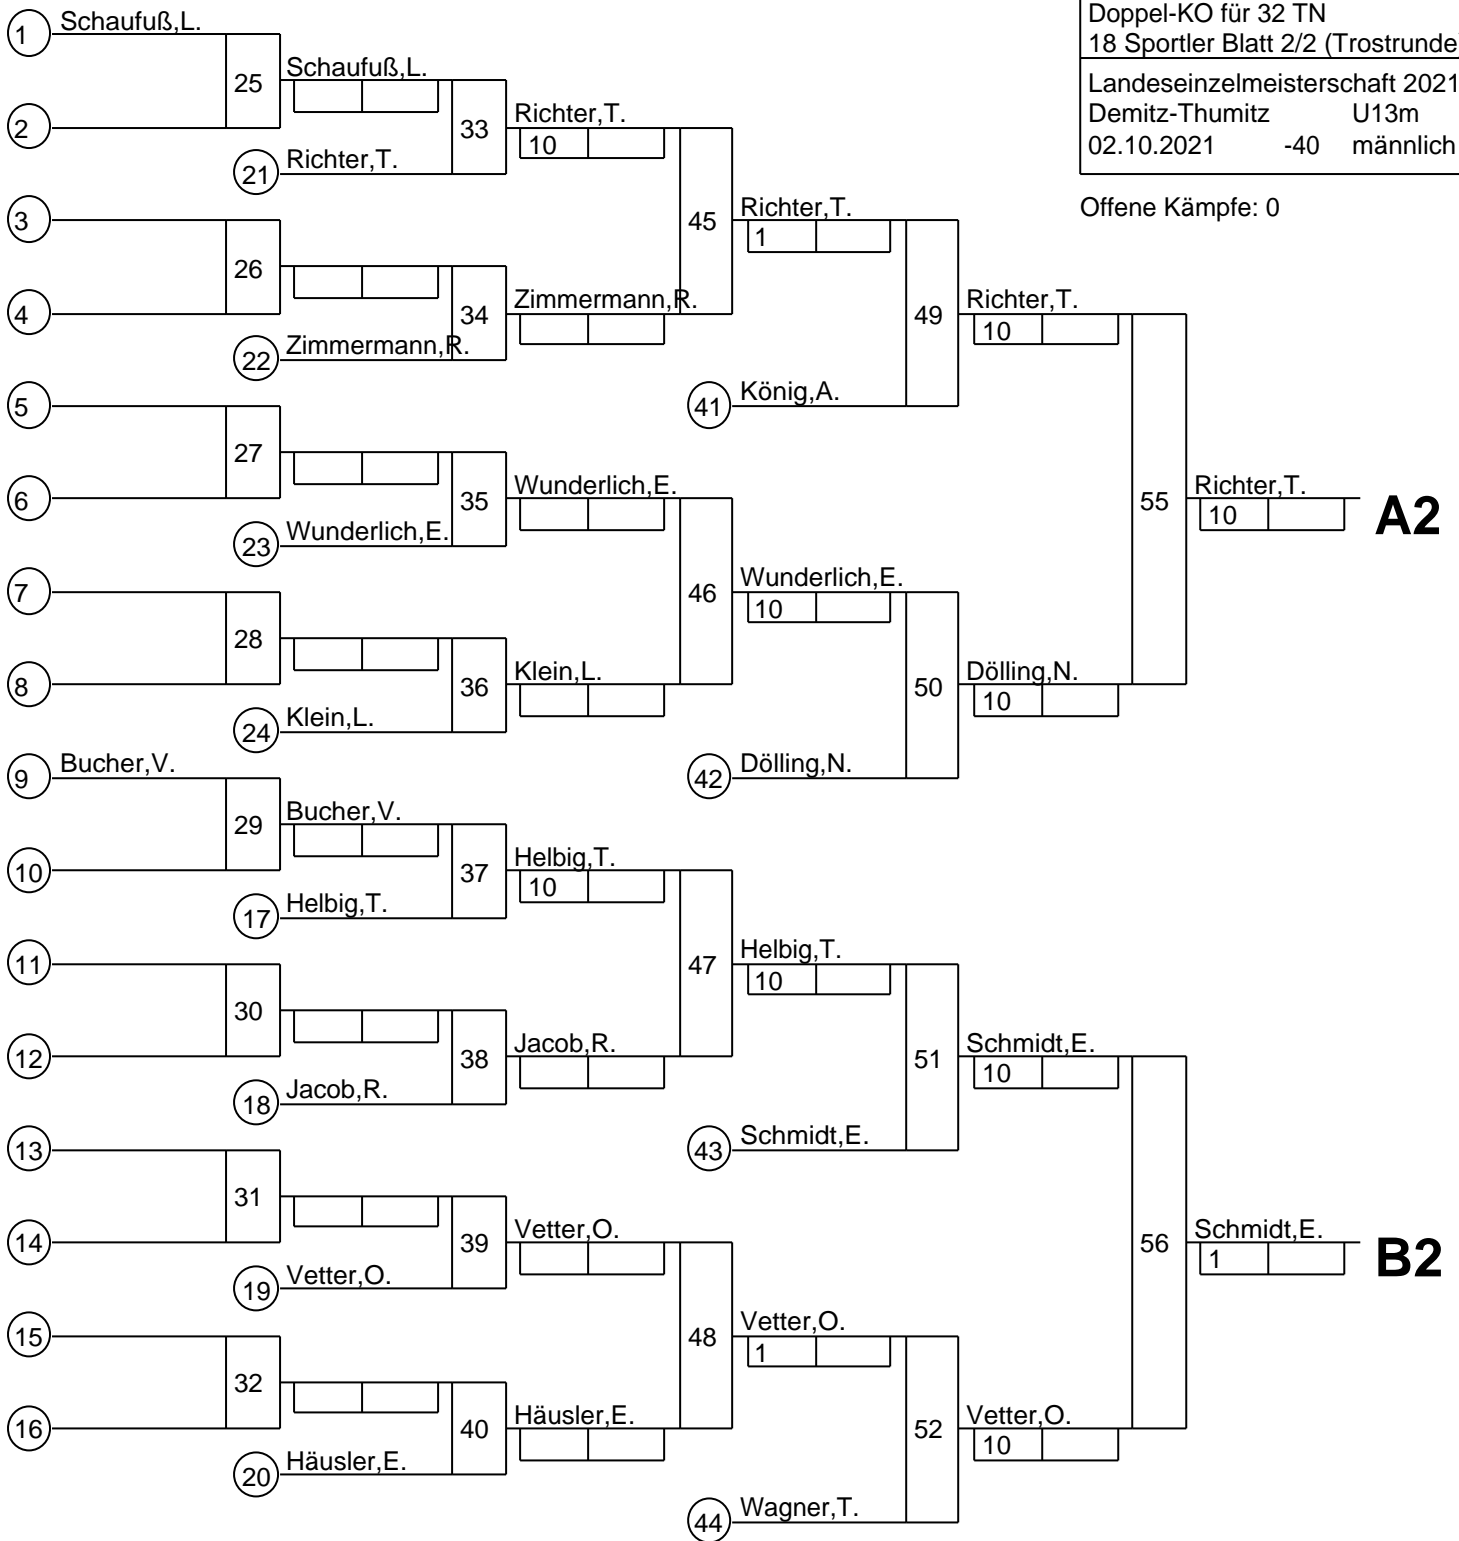 Doppel-KO für 32 TN
18 Sportler Blatt 2/2 (Trostrunde)
Landeseinzelmeisterschaft 2021
Demitz-Thumitz U13m
02.10.2021 -40 männlich
Offene Kämpfe: 0
1 Schaufuß,L.
25 Schaufuß,L.
2
33 Richter,T.
10
21 Richter,T.
3
45 Richter,T.
1
26
4
34 Zimmermann,R.
49 Richter,T.
10
22 Zimmermann,R.
5
41 König,A.
27
6
35 Wunderlich,E.
55 Richter,T.
10
A2
23 Wunderlich,E.
7
46 Wunderlich,E.
10
28
8
36 Klein,L.
50 Dölling,N.
10
24 Klein,L.
9 Bucher,V.
42 Dölling,N.
29 Bucher,V.
10
37 Helbig,T.
10
17 Helbig,T.
11
47 Helbig,T.
10
30
12
38 Jacob,R.
51 Schmidt,E.
10
18 Jacob,R.
13
43 Schmidt,E.
31
14
39 Vetter,O.
56 Schmidt,E.
1
B2
19 Vetter,O.
15
48 Vetter,O.
1
32
16
40 Häusler,E.
52 Vetter,O.
10
20 Häusler,E.
44 Wagner,T.